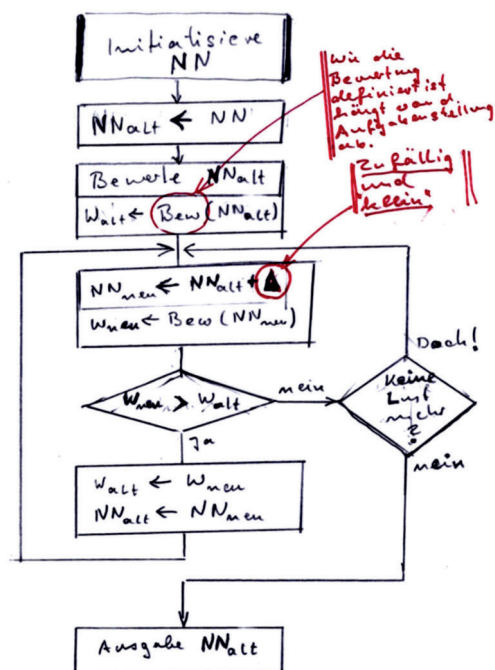 Initialisiere
NN
NNalt ← NN
Wie die
Bewertung
definiert ist
hängt von d
Aufgabenstellung
ab.
Bewerte NNalt
Walt ← Bew (NNalt)
Zufällig
und
"klein"
NNneu ← NNalt + ▲
Wneu ← Bew (NNneu)
Wneu > Walt
nein
Ja
Doch!
Keine
Lust
mehr
?
nein
Walt ← Wneu
NNalt ← NNneu
Ausgabe NNalt